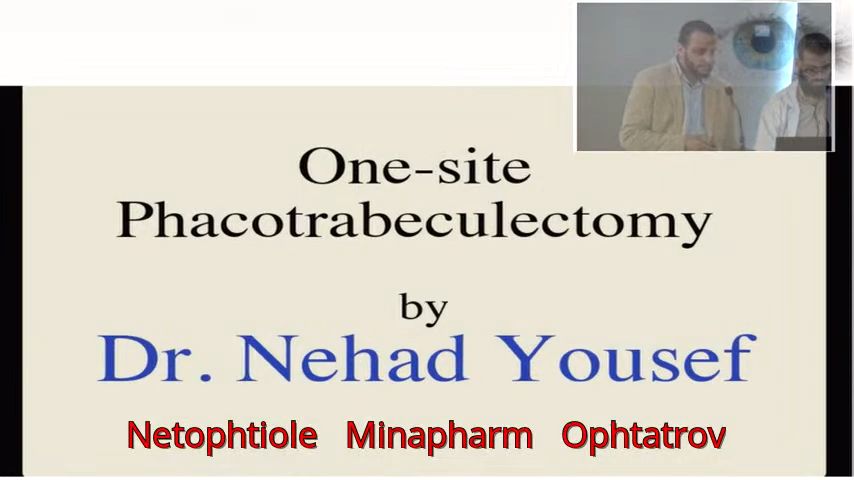 One-site
Phacotrabeculectomy
by
Dr. Nehad Yousef
Netophtiole Minapharm Ophtatrov